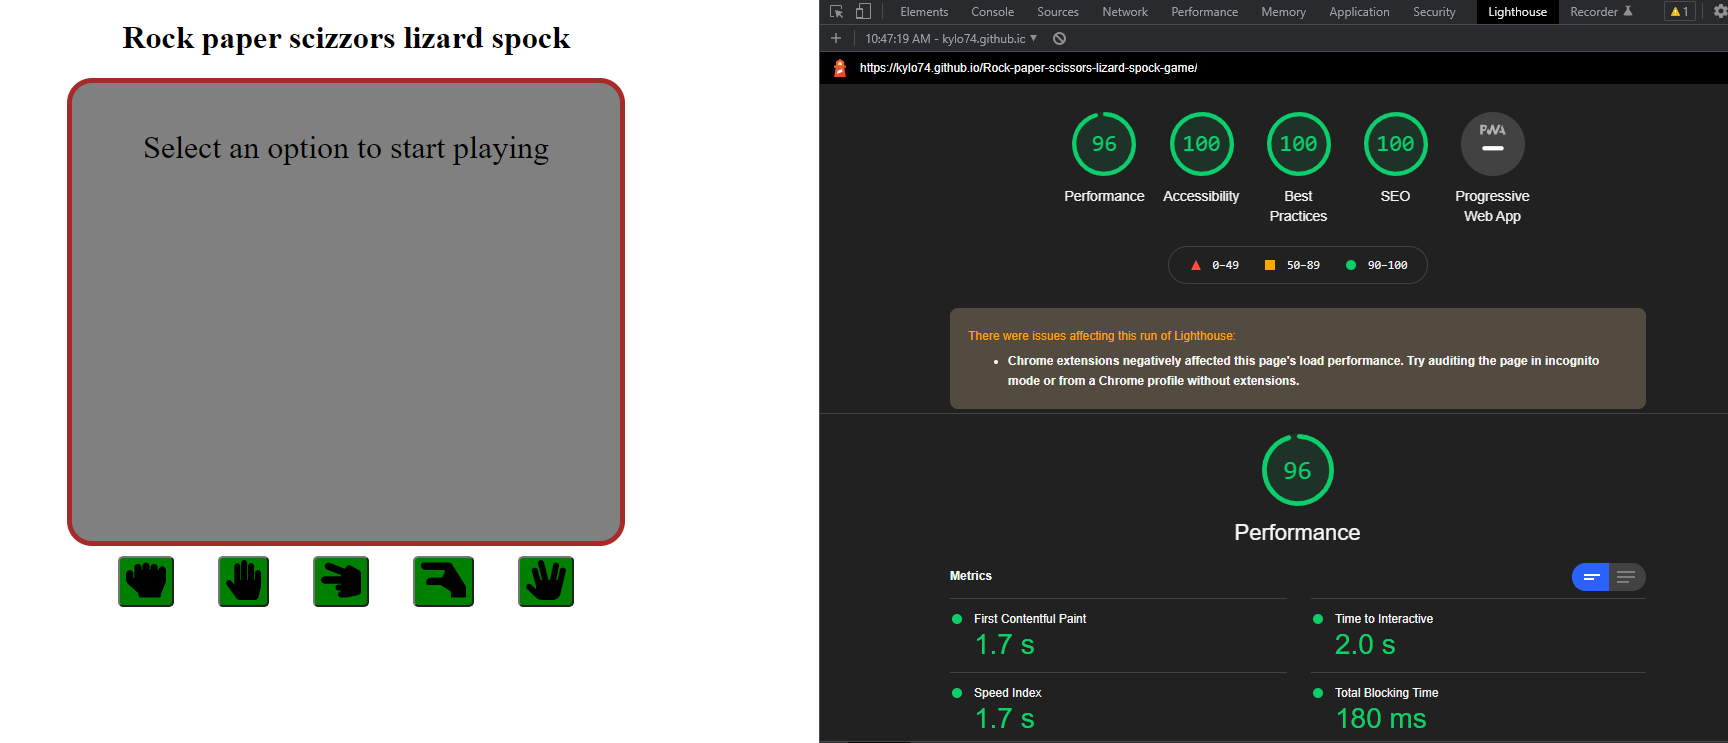 Rock paper scizzors lizard spock
Select an option to start playing
Elements Console Sources Network Performance Memory Application Security Lighthouse Recorder 1
10:47:19 AM - kylo74.github.ic
https://kylo74.github.io/Rock-paper-scissors-lizard-spock-game/
96 100 100 100 PWA
Performance Accessibility Best Practices SEO Progressive Web App
0–49 50–89 90–100
There were issues affecting this run of Lighthouse:
Chrome extensions negatively affected this page's load performance. Try auditing the page in incognito
mode or from a Chrome profile without extensions.
96
Performance
Metrics
First Contentful Paint
1.7 s
Time to Interactive
2.0 s
Speed Index
1.7 s
Total Blocking Time
180 ms